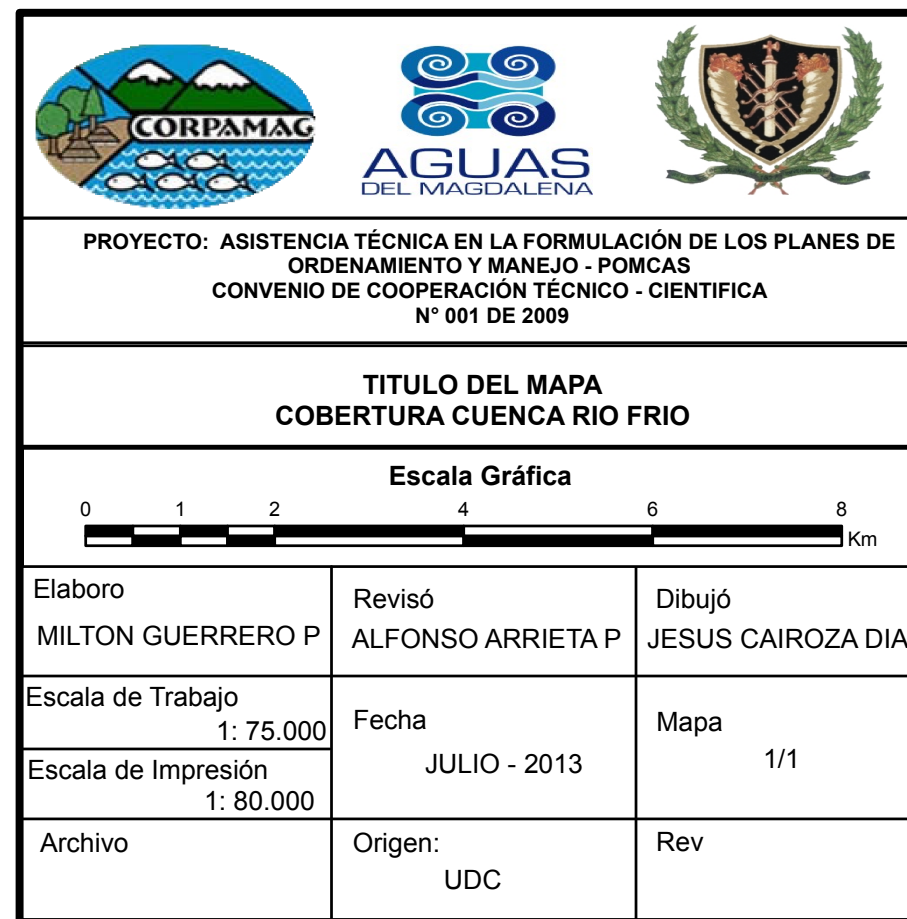 CORPAMAG
AGUAS
DEL MAGDALENA
PROYECTO: ASISTENCIA TÉCNICA EN LA FORMULACIÓN DE LOS PLANES DE
ORDENAMIENTO Y MANEJO - POMCAS
CONVENIO DE COOPERACIÓN TÉCNICO - CIENTIFICA
N° 001 DE 2009
TITULO DEL MAPA
COBERTURA CUENCA RIO FRIO
Escala Gráfica
0 1 2 4 6 8
Km
Elaboro
MILTON GUERRERO P
Revisó
ALFONSO ARRIETA P
Dibujó
JESUS CAIROZA DIA
Escala de Trabajo
1: 75.000
Escala de Impresión
1: 80.000
Fecha
JULIO - 2013
Mapa
1/1
Archivo
Origen:
UDC
Rev